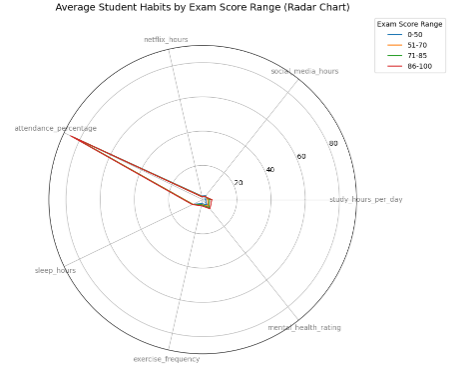 Average Student Habits by Exam Score Range (Radar Chart)
Exam Score Range
0-50
51-70
71-85
86-100
netflix_hours
social_media_hours
attendance_percentage
80
60
40
20
study_hours_per_day
sleep_hours
mental_health_rating
exercise_frequency